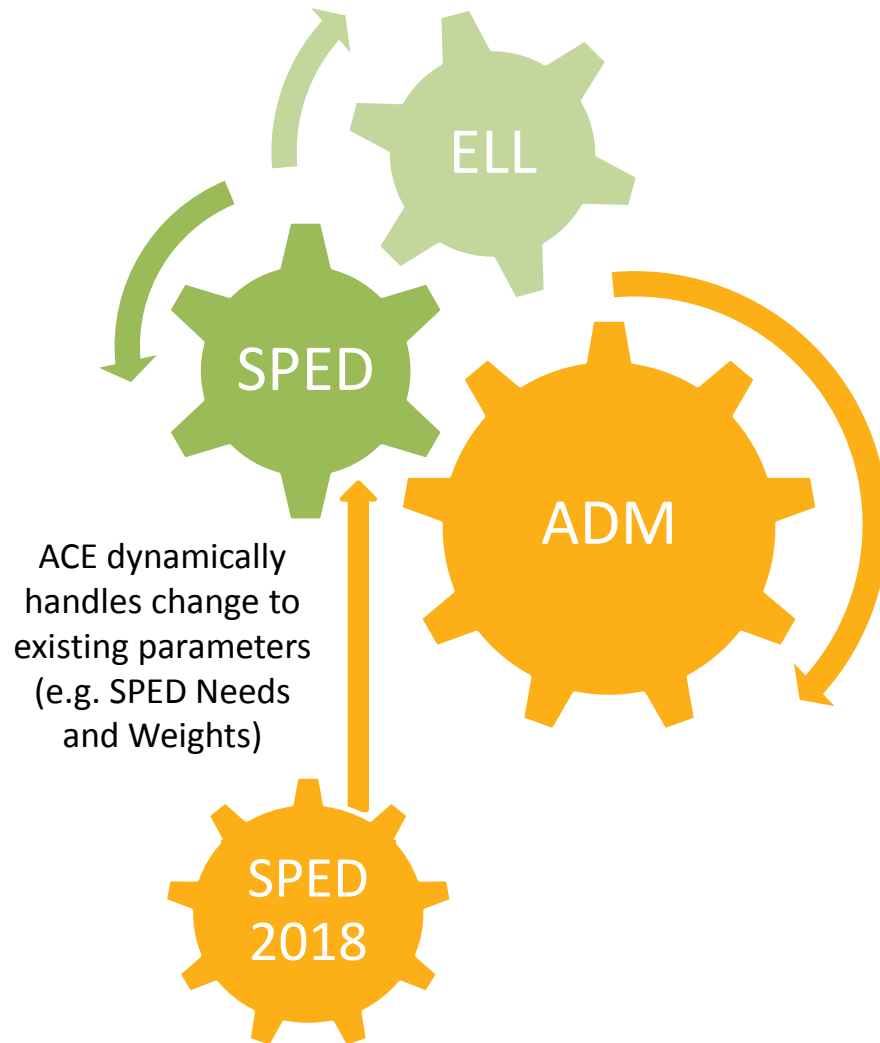 ELL
SPED
ADM
ACE dynamically
handles change to
existing parameters
(e.g. SPED Needs
and Weights)
SPED
2018